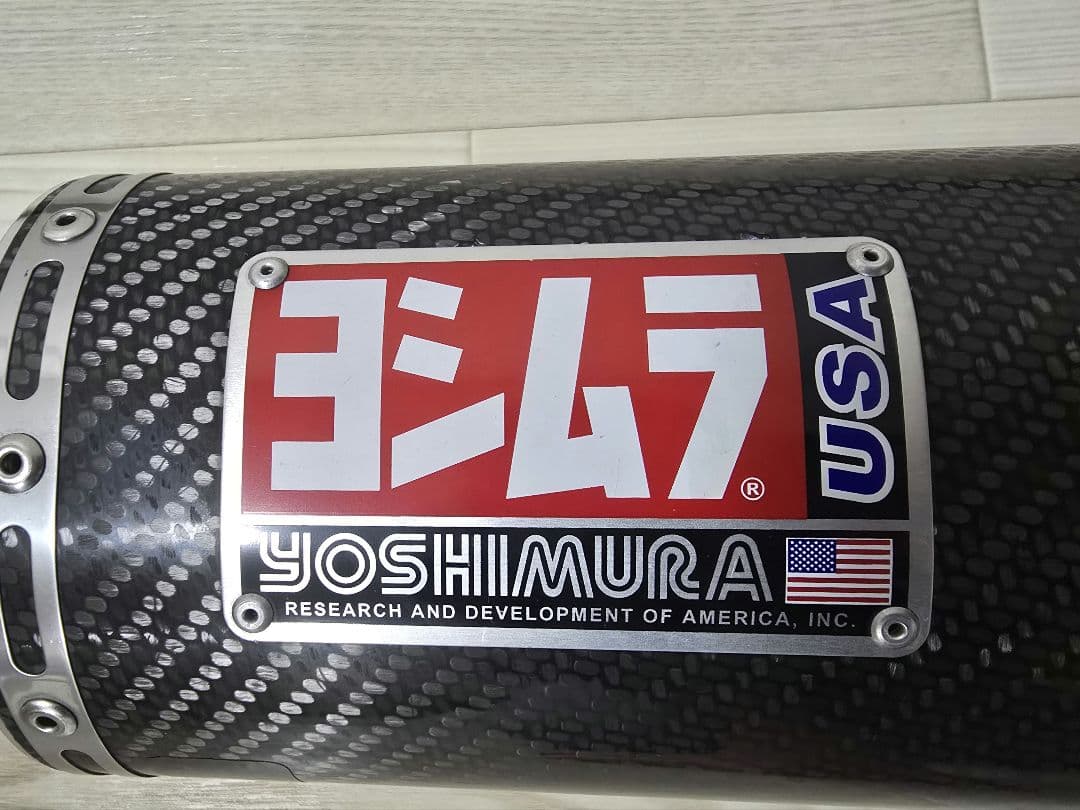 ヨシムラ®
USA
YOSHIMURA
RESEARCH AND DEVELOPMENT OF AMERICA, INC.